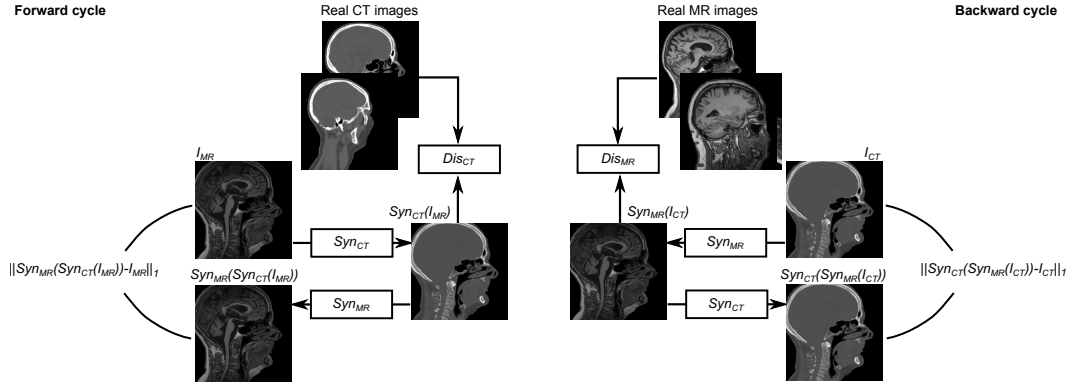 Forward cycle
Real CT images
Real MR images
Backward cycle
Dis_CT
Dis_MR
I_MR
I_CT
Syn_CT(I_MR)
Syn_MR(I_CT)
Syn_CT
Syn_MR
||Syn_MR(Syn_CT(I_MR))-I_MR||_1
Syn_MR(Syn_CT(I_MR))
Syn_CT(Syn_MR(I_CT))
||Syn_CT(Syn_MR(I_CT))-I_CT||_1
Syn_MR
Syn_CT